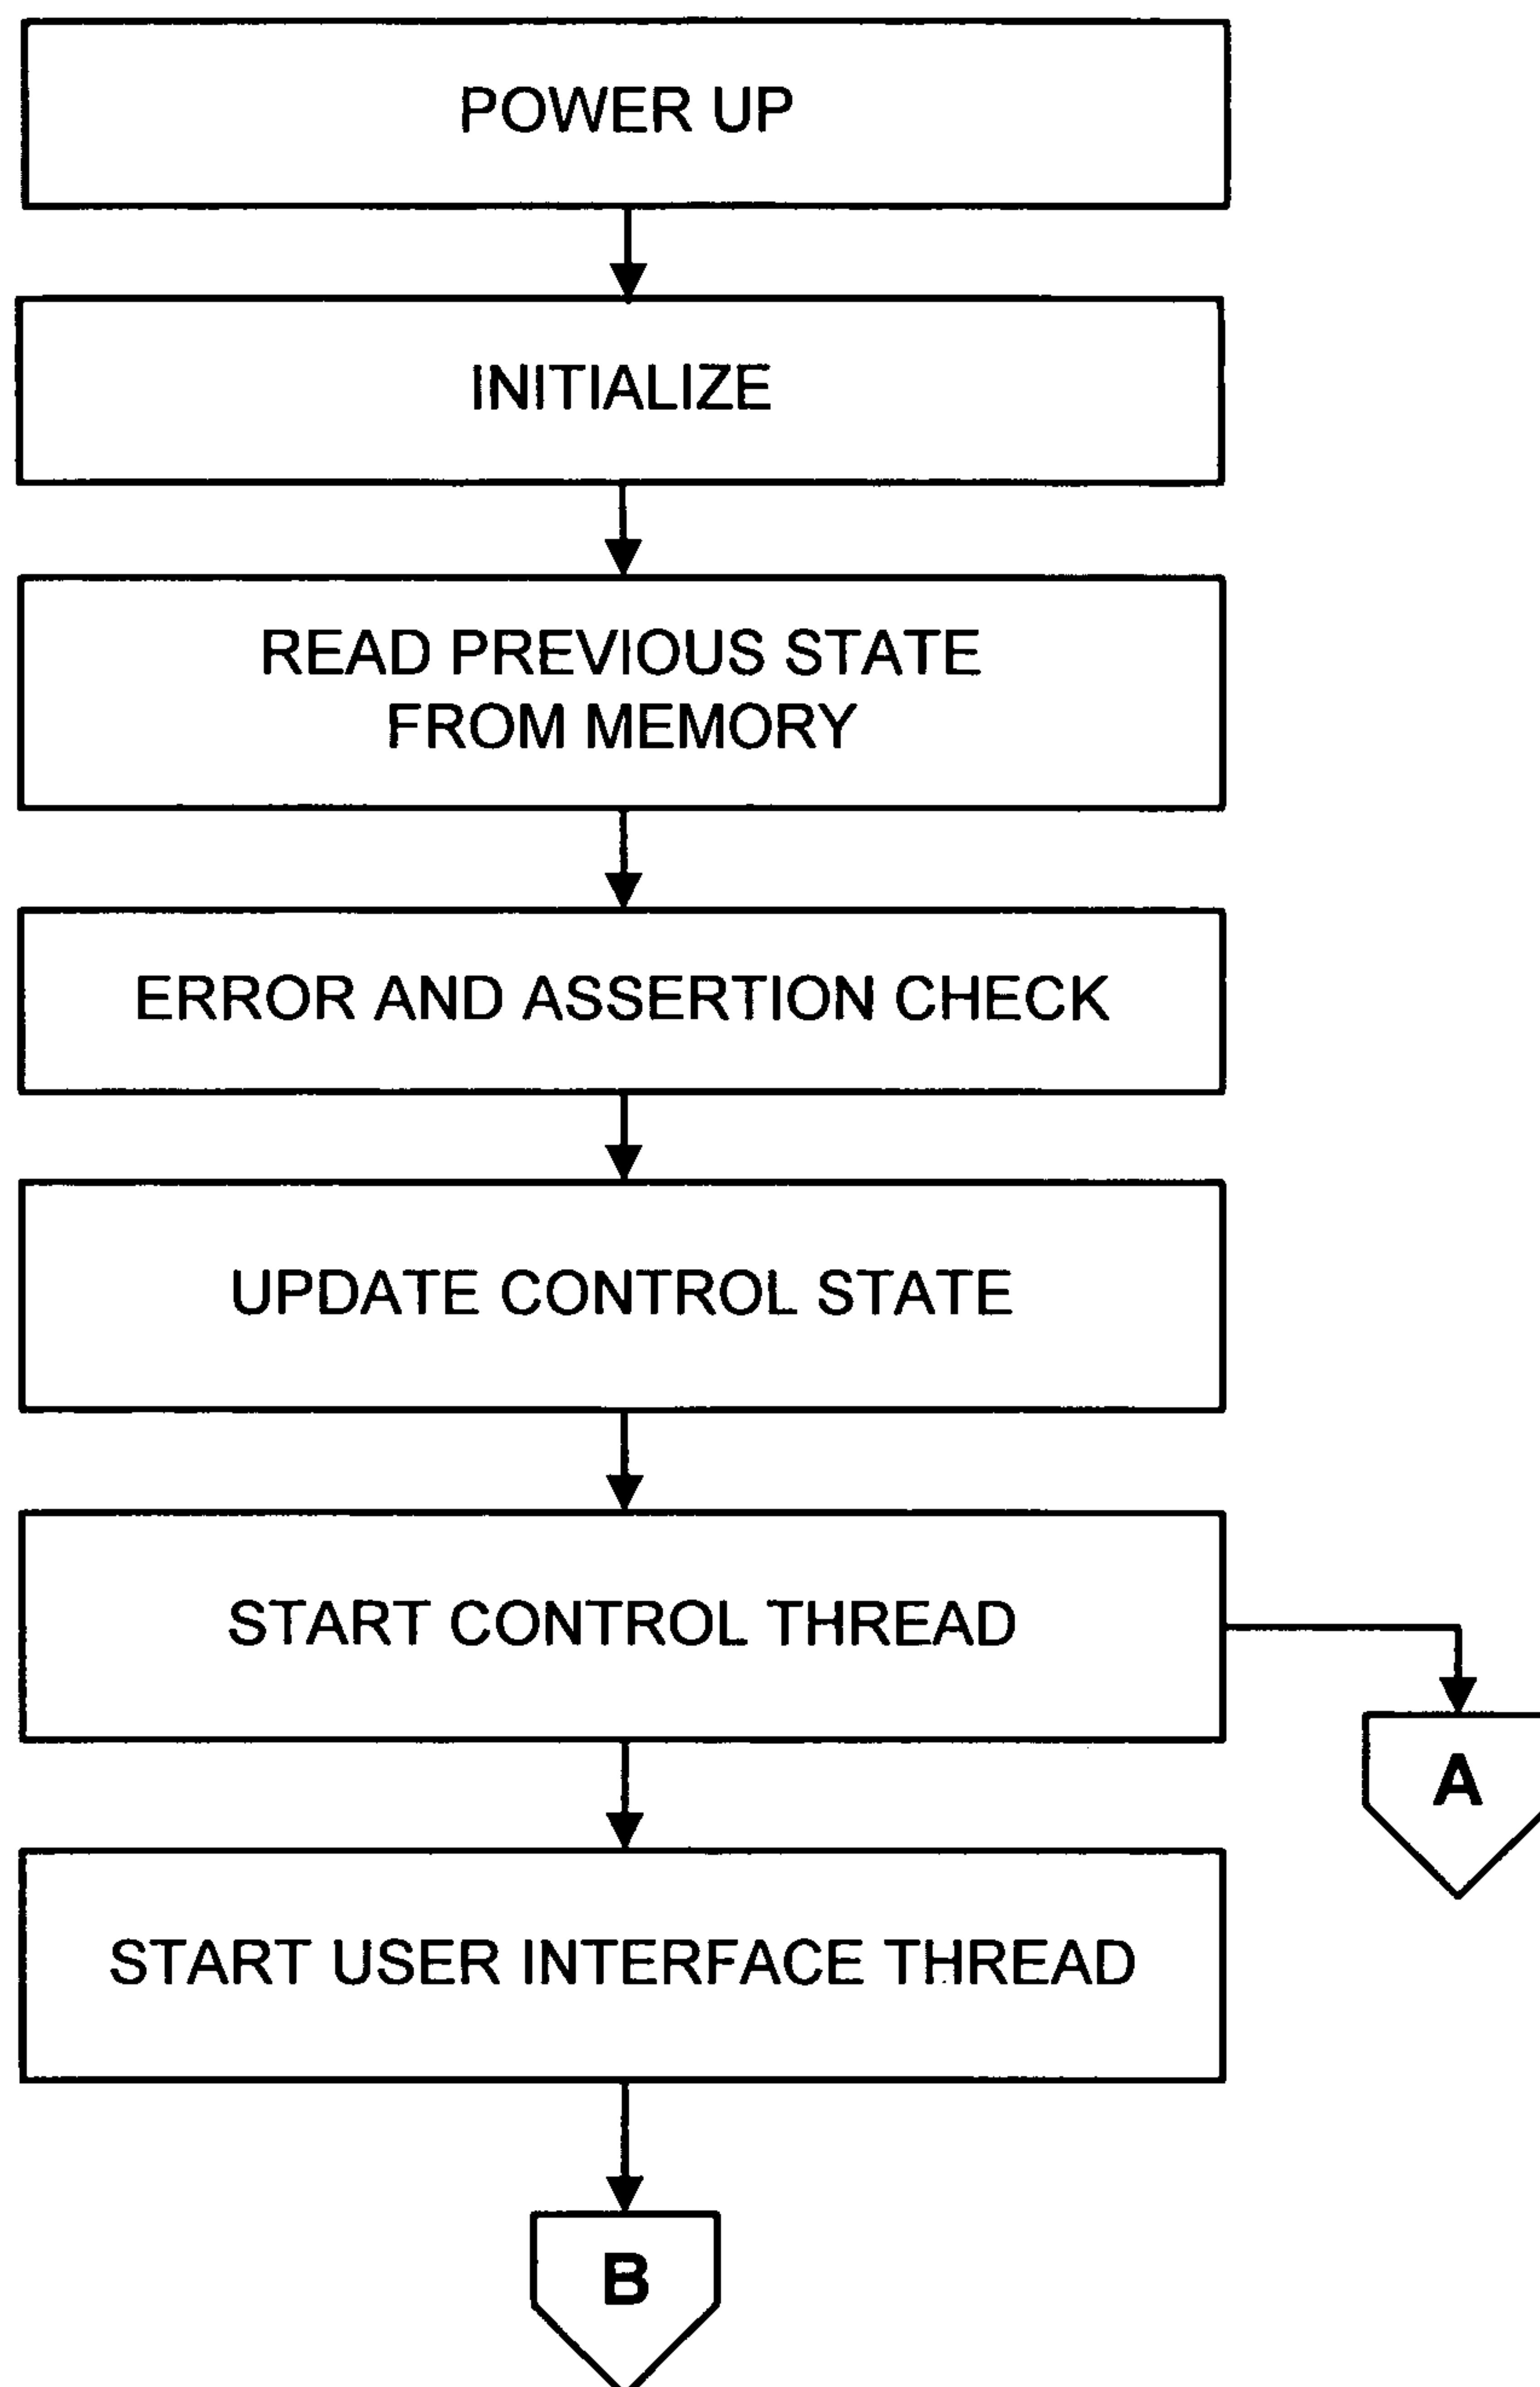 POWER UP
INITIALIZE
READ PREVIOUS STATE
FROM MEMORY
ERROR AND ASSERTION CHECK
UPDATE CONTROL STATE
START CONTROL THREAD
A
START USER INTERFACE THREAD
B